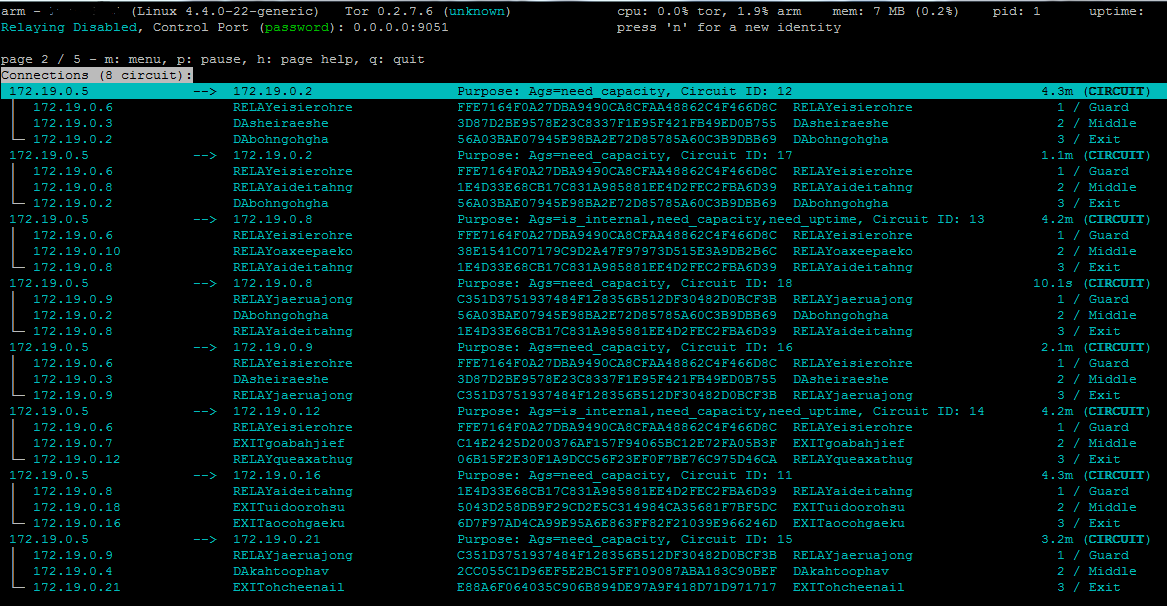 arm - (Linux 4.4.0-22-generic) Tor 0.2.7.6 (unknown) cpu: 0.0% tor, 1.9% arm mem: 7 MB (0.2%) pid: 1 uptime:
Relaying Disabled, Control Port (password): 0.0.0.0:9051 press 'n' for a new identity
page 2 / 5 - m: menu, p: pause, h: page help, q: quit
Connections (8 circuit):
172.19.0.5 --> 172.19.0.2 Purpose: Ags=need_capacity, Circuit ID: 12 4.3m (CIRCUIT)
172.19.0.6 RELAYeisierohre FFE7164F0A27DBA9490CA8CFAA48862C4F466D8C RELAYeisierohre 1 / Guard
172.19.0.3 DAsheiraeshe 3D87D2BE9578E23C8337F1E95F421FB49ED0B755 DAsheiraeshe 2 / Middle
172.19.0.2 DAbohngohgha 56A03BAE07945E98BA2E72D85785A60C3B9DBB69 DAbohngohgha 3 / Exit
172.19.0.5 --> 172.19.0.2 Purpose: Ags=need_capacity, Circuit ID: 17 1.1m (CIRCUIT)
172.19.0.6 RELAYeisierohre FFE7164F0A27DBA9490CA8CFAA48862C4F466D8C RELAYeisierohre 1 / Guard
172.19.0.8 RELAYaideitahng 1E4D33E68CB17C831A985881EE4D2FEC2FBA6D39 RELAYaideitahng 2 / Middle
172.19.0.2 DAbohngohgha 56A03BAE07945E98BA2E72D85785A60C3B9DBB69 DAbohngohgha 3 / Exit
172.19.0.5 --> 172.19.0.8 Purpose: Ags=is_internal,need_capacity,need_uptime, Circuit ID: 13 4.2m (CIRCUIT)
172.19.0.6 RELAYeisierohre FFE7164F0A27DBA9490CA8CFAA48862C4F466D8C RELAYeisierohre 1 / Guard
172.19.0.10 RELAYoaxeepaeko 38E1541C07179C9D2A47F97973D515E3A9DB2B6C RELAYoaxeepaeko 2 / Middle
172.19.0.8 RELAYaideitahng 1E4D33E68CB17C831A985881EE4D2FEC2FBA6D39 RELAYaideitahng 3 / Exit
172.19.0.5 --> 172.19.0.8 Purpose: Ags=need_capacity, Circuit ID: 18 10.1s (CIRCUIT)
172.19.0.9 RELAYjaeruajong C351D3751937484F128356B512DF30482D0BCF3B RELAYjaeruajong 1 / Guard
172.19.0.2 DAbohngohgha 56A03BAE07945E98BA2E72D85785A60C3B9DBB69 DAbohngohgha 2 / Middle
172.19.0.8 RELAYaideitahng 1E4D33E68CB17C831A985881EE4D2FEC2FBA6D39 RELAYaideitahng 3 / Exit
172.19.0.5 --> 172.19.0.9 Purpose: Ags=need_capacity, Circuit ID: 16 2.1m (CIRCUIT)
172.19.0.6 RELAYeisierohre FFE7164F0A27DBA9490CA8CFAA48862C4F466D8C RELAYeisierohre 1 / Guard
172.19.0.3 DAsheiraeshe 3D87D2BE9578E23C8337F1E95F421FB49ED0B755 DAsheiraeshe 2 / Middle
172.19.0.9 RELAYjaeruajong C351D3751937484F128356B512DF30482D0BCF3B RELAYjaeruajong 3 / Exit
172.19.0.5 --> 172.19.0.12 Purpose: Ags=is_internal,need_capacity,need_uptime, Circuit ID: 14 4.2m (CIRCUIT)
172.19.0.6 RELAYeisierohre FFE7164F0A27DBA9490CA8CFAA48862C4F466D8C RELAYeisierohre 1 / Guard
172.19.0.7 EXITgoabahjief C14E2425D200376AF157F94065BC12E72FA05B3F EXITgoabahjief 2 / Middle
172.19.0.12 RELAYqueaxathug 06B15F2E30F1A9DCC56F23EF0F7BE76C975D46CA RELAYqueaxathug 3 / Exit
172.19.0.5 --> 172.19.0.16 Purpose: Ags=need_capacity, Circuit ID: 11 4.3m (CIRCUIT)
172.19.0.8 RELAYaideitahng 1E4D33E68CB17C831A985881EE4D2FEC2FBA6D39 RELAYaideitahng 1 / Guard
172.19.0.18 EXITuidoorohsu 5043D258DB9F29CD2E5C314984CA35681F7BF5DC EXITuidoorohsu 2 / Middle
172.19.0.16 EXITaocohgaeku 6D7F97AD4CA99E95A6E863FF82F21039E966246D EXITaocohgaeku 3 / Exit
172.19.0.5 --> 172.19.0.21 Purpose: Ags=need_capacity, Circuit ID: 15 3.2m (CIRCUIT)
172.19.0.9 RELAYjaeruajong C351D3751937484F128356B512DF30482D0BCF3B RELAYjaeruajong 1 / Guard
172.19.0.4 DAkahtoophav 2CC055C1D96EF5E2BC15FF109087ABA183C90BEF DAkahtoophav 2 / Middle
172.19.0.21 EXITohcheenail E88A6F064035C906B894DE97A9F418D71D971717 EXITohcheenail 3 / Exit